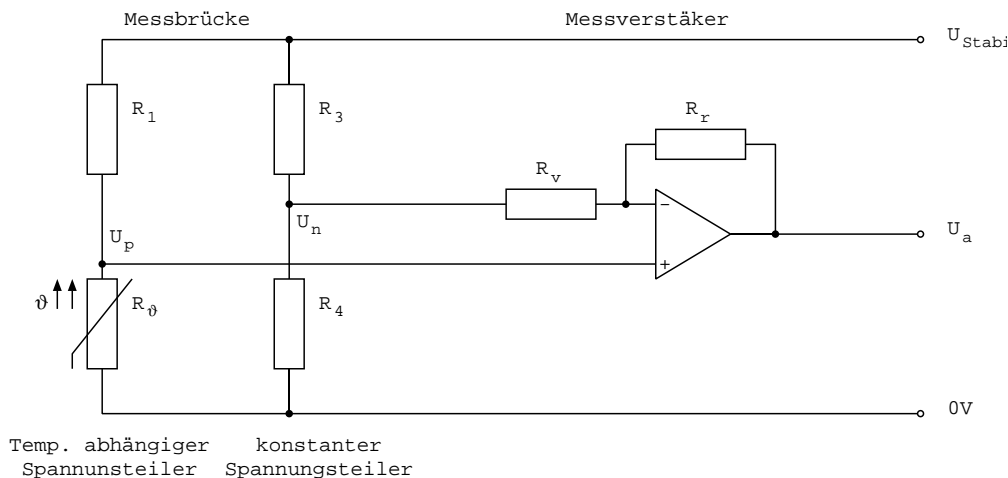 Messbrücke
Messverstäker
U_Stabi
R_1
R_3
R_r
R_v
U_n
−
U_p
U_a
+
ϑ
R_ϑ
R_4
0V
Temp. abhängiger
Spannunsteiler
konstanter
Spannungsteiler